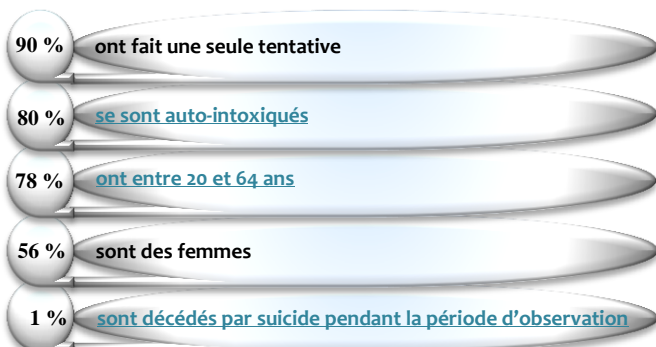 90 % ont fait une seule tentative
80 % se sont auto-intoxiqués
78 % ont entre 20 et 64 ans
56 % sont des femmes
1 % sont décédés par suicide pendant la période d’observation